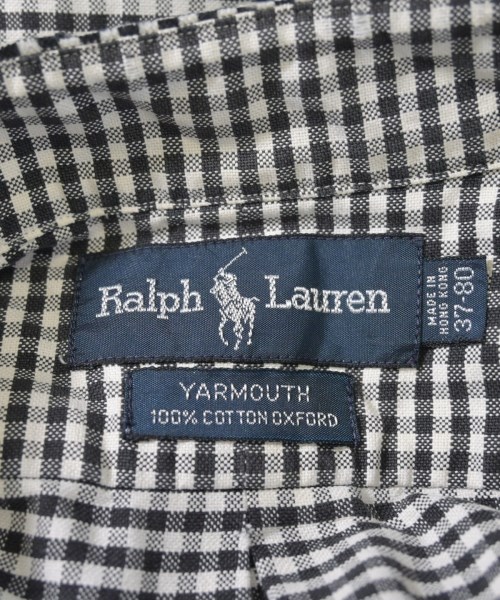 Ralph Lauren
MADE IN
HONG KONG
37-80
YARMOUTH
100% COTTON OXFORD